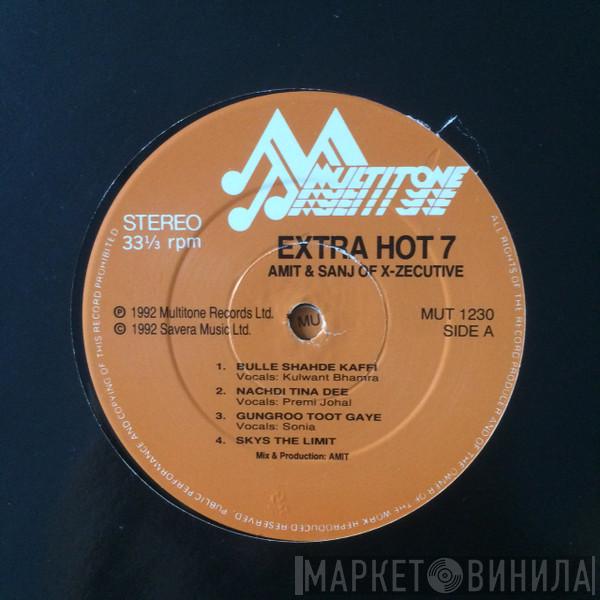 MULTITONE
STEREO
33⅓ rpm
EXTRA HOT 7
AMIT & SANJ OF X-ZECUTIVE
℗ 1992 Multitone Records Ltd.
© 1992 Savera Music Ltd.
MUT 1230
SIDE A
MU
1. BULLE SHAHDE KAFFI
Vocals: Kulwant Bhamra
2. NACHDI TINA DEE
Vocals: Premi Johal
3. GUNGROO TOOT GAYE
Vocals: Sonia
4. SKYS THE LIMIT
Mix & Production: AMIT
ALL RIGHTS OF THE RECORD PRODUCER AND OF THE OWNER OF THE WORK REPRODUCED RESERVED. PUBLIC PERFORMANCE AND COPYING OF THIS RECORD PROHIBITED
МАРКЕТ ВИНИЛА